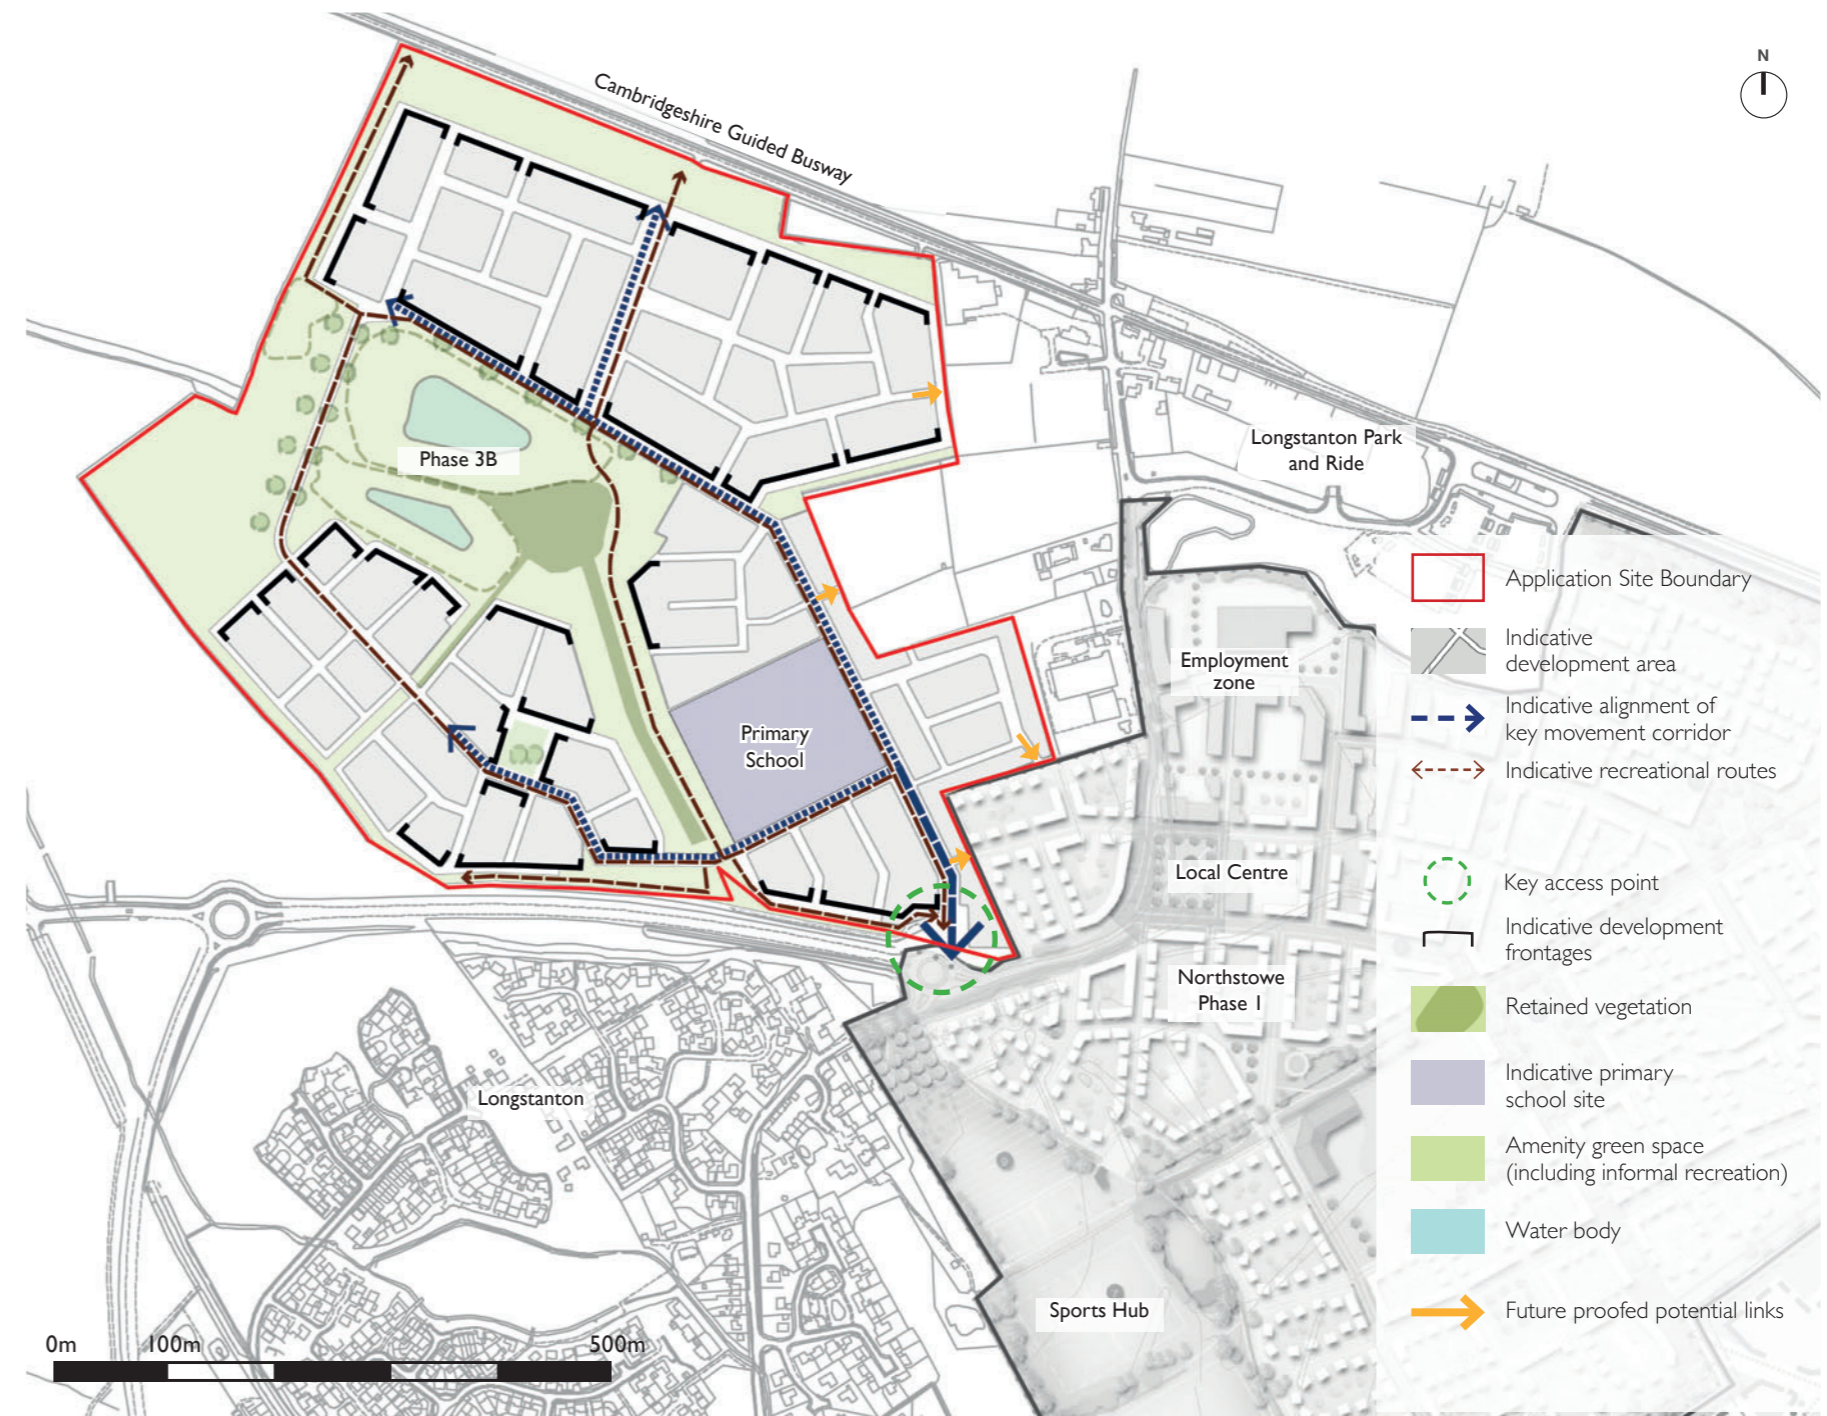 N
Cambridgeshire Guided Busway
Longstanton Park
and Ride
Phase 3B
Employment
zone
Primary
School
Local Centre
Northstowe
Phase 1
Longstanton
Sports Hub
0m
100m
500m
Application Site Boundary
Indicative
development area
Indicative alignment of
key movement corridor
Indicative recreational routes
Key access point
Indicative development
frontages
Retained vegetation
Indicative primary
school site
Amenity green space
(including informal recreation)
Water body
Future proofed potential links